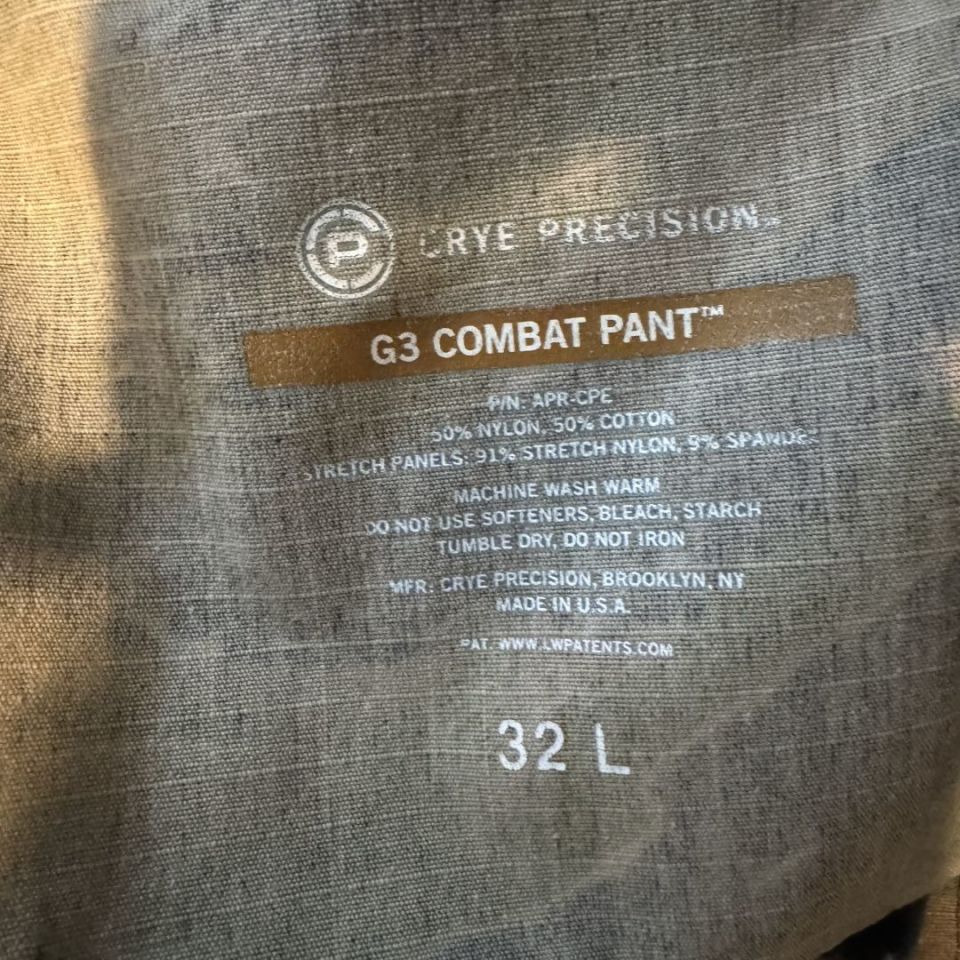 CP
CRYE PRECISION
G3 COMBAT PANT™
P/N: APR-CPE
50% NYLON, 50% COTTON
STRETCH PANELS: 91% STRETCH NYLON, 9% SPANDEX
MACHINE WASH WARM
DO NOT USE SOFTENERS, BLEACH, STARCH
TUMBLE DRY, DO NOT IRON
MFR: CRYE PRECISION, BROOKLYN, NY
MADE IN U.S.A.
PAT. WWW.LWPATENTS.COM
32 L